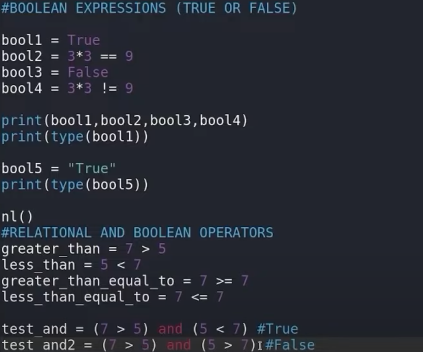 #BOOLEAN EXPRESSIONS (TRUE OR FALSE)
bool1 = True
bool2 = 3*3 == 9
bool3 = False
bool4 = 3*3 != 9
print(bool1,bool2,bool3,bool4)
print(type(bool1))
bool5 = "True"
print(type(bool5))
nl()
#RELATIONAL AND BOOLEAN OPERATORS
greater_than = 7 > 5
less_than = 5 < 7
greater_than_equal_to = 7 >= 7
less_than_equal_to = 7 <= 7
test_and = (7 > 5) and (5 < 7) #True
test_and2 = (7 > 5) and (5 > 7) #False